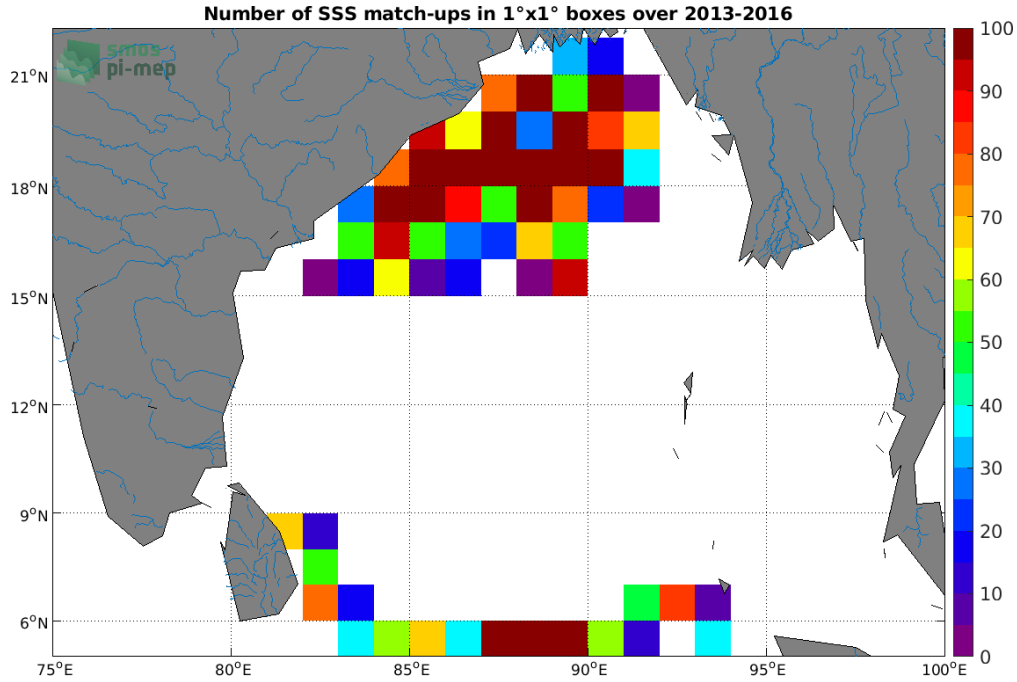 Number of SSS match-ups in 1°x1° boxes over 2013-2016
smos
pi-mep
21°N
18°N
15°N
12°N
9°N
6°N
75°E 80°E 85°E 90°E 95°E 100°E
100
90
80
70
60
50
40
30
20
10
0